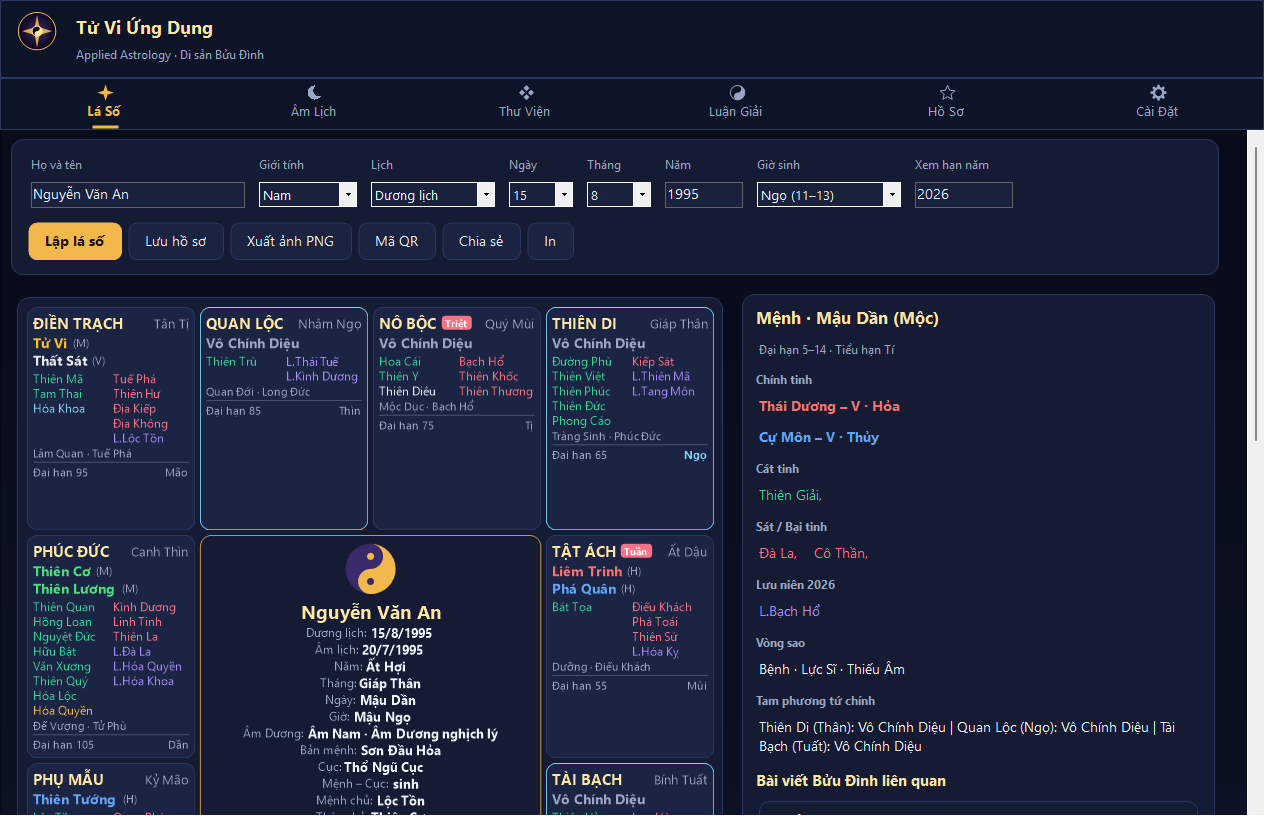 Tử Vi Ứng Dụng
Applied Astrology · Di sản Bửu Đình
Lá Số
Âm Lịch
Thư Viện
Luận Giải
Hồ Sơ
Cài Đặt
Họ và tên
Giới tính
Lịch
Ngày
Tháng
Năm
Giờ sinh
Xem hạn năm
Nguyễn Văn An
Nam
Dương lịch
15
8
1995
Ngọ (11–13)
2026
Lập lá số
Lưu hồ sơ
Xuất ảnh PNG
Mã QR
Chia sẻ
In
ĐIỀN TRẠCH Tân Tị
Tử Vi (M)
Thất Sát (V)
Thiên Mã Tuế Phá
Tam Thai Thiên Hư
Hóa Khoa Địa Kiếp
Địa Không
L.Lộc Tồn
Lâm Quan · Tuế Phá
Đại hạn 95 Mão
QUAN LỘC Nhâm Ngọ
Vô Chính Diệu
Thiên Trù L.Thái Tuế
L.Kình Dương
Quan Đới · Long Đức
Đại hạn 85 Thìn
NÔ BỘC Triệt Quý Mùi
Vô Chính Diệu
Hoa Cái Bạch Hổ
Thiên Y Thiên Khốc
Thiên Diêu Thiên Thương
Mộc Dục · Bạch Hổ
Đại hạn 75 Tị
THIÊN DI Giáp Thân
Vô Chính Diệu
Đường Phù Kiếp Sát
Thiên Việt L.Thiên Mã
Thiên Phúc L.Tang Môn
Thiên Đức
Phong Cáo
Tràng Sinh · Phúc Đức
Đại hạn 65 Ngọ
PHÚC ĐỨC Canh Thìn
Thiên Cơ (M)
Thiên Lương (M)
Thiên Quan Kình Dương
Hồng Loan Linh Tinh
Nguyệt Đức Thiên La
Hữu Bật L.Đà La
Văn Xương L.Hóa Quyền
Thiên Quý L.Hóa Khoa
Hóa Lộc
Hóa Quyền
Đế Vượng · Tử Phù
Đại hạn 105 Dần
Nguyễn Văn An
Dương lịch: 15/8/1995
Âm lịch: 20/7/1995
Năm: Ất Hợi
Tháng: Giáp Thân
Ngày: Mậu Dần
Giờ: Mậu Ngọ
Âm Dương: Âm Nam · Âm Dương nghịch lý
Bản mệnh: Sơn Đầu Hỏa
Cục: Thổ Ngũ Cục
Mệnh – Cục: sinh
Mệnh chủ: Lộc Tồn
TẬT ÁCH Tuần Ất Dậu
Liêm Trinh (H)
Phá Quân (H)
Bát Tọa Điếu Khách
Phá Toái
Thiên Sứ
L.Hóa Kỵ
Dưỡng · Điếu Khách
Đại hạn 55 Mùi
PHỤ MẪU Kỷ Mão
Thiên Tướng (H)
TÀI BẠCH Bính Tuất
Vô Chính Diệu
Mệnh · Mậu Dần (Mộc)
Đại hạn 5–14 · Tiểu hạn Tí
Chính tinh
Thái Dương – V · Hỏa
Cự Môn – V · Thủy
Cát tinh
Thiên Giải,
Sát / Bại tinh
Đà La, Cô Thần,
Lưu niên 2026
L.Bạch Hổ
Vòng sao
Bệnh · Lực Sĩ · Thiếu Âm
Tam phương tứ chính
Thiên Di (Thân): Vô Chính Diệu | Quan Lộc (Ngọ): Vô Chính Diệu | Tài
Bạch (Tuất): Vô Chính Diệu
Bài viết Bửu Đình liên quan